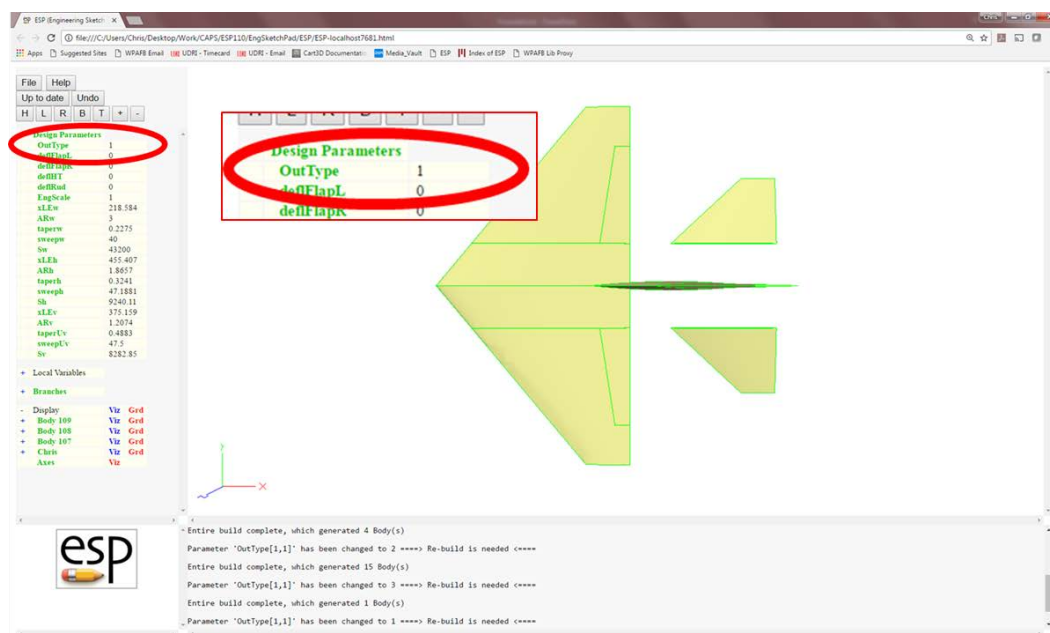 ESP (Engineering Sketch
file:///C:/Users/Chris/Desktop/Work/CAPS/ESP110/EngSketchPad/ESP/ESP-localhost7681.html
Apps Suggested Sites WPAFB Email UDRI - Timecard UDRI - Email Cart3D Documentatio Media_Vault ESP Index of ESP WPAFB Lib Proxy
File Help
Up to date Undo
H L R B T + -
Design Parameters
OutType 1
deflFlapL 0
deflFlapR 0
deflHT 0
deflRud 0
EngScale 1
xLEw 218.584
ARw 3
taperw 0.2275
sweepw 40
Sw 43200
xLEh 455.407
ARh 1.8657
taperh 0.3241
sweeph 47.1881
Sh 9240.11
xLEv 375.159
ARv 1.2074
taperUv 0.4883
sweepUv 47.5
Sv 8282.85
+ Local Variables
+ Branches
- Display Viz Grd
+ Body 109 Viz Grd
+ Body 108 Viz Grd
+ Body 107 Viz Grd
+ Chris Viz Grd
Axes Viz
H L R B T
Design Parameters
OutType 1
deflFlapL 0
deflFlapR 0
y
x
esp
Entire build complete, which generated 4 Body(s)
Parameter 'OutType[1,1]' has been changed to 2 ====> Re-build is needed <====
Entire build complete, which generated 15 Body(s)
Parameter 'OutType[1,1]' has been changed to 3 ====> Re-build is needed <====
Entire build complete, which generated 1 Body(s)
Parameter 'OutType[1,1]' has been changed to 1 ====> Re-build is needed <====